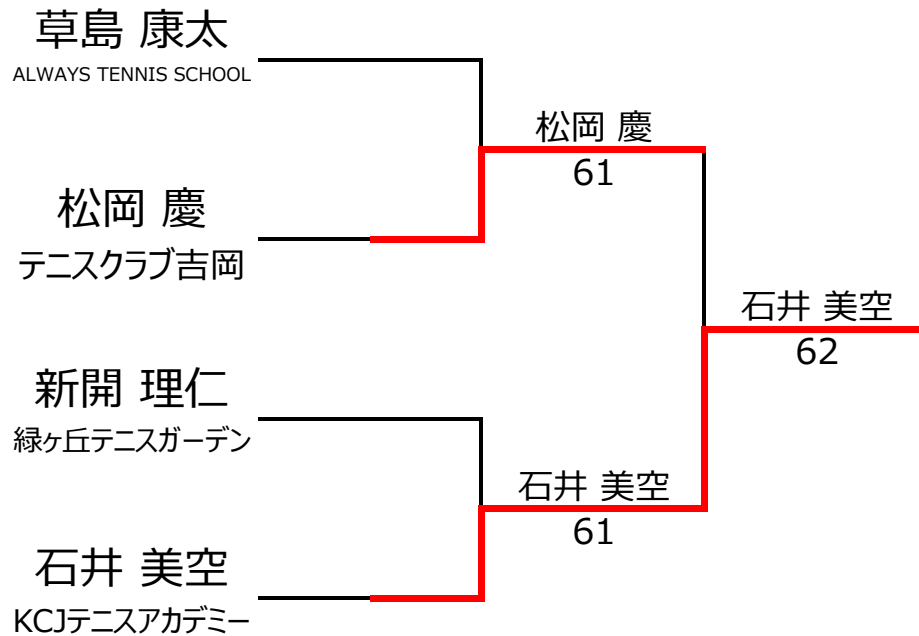 草島 康太
ALWAYS TENNIS SCHOOL
松岡 慶
61
松岡 慶
テニスクラブ吉岡
石井 美空
62
新開 理仁
緑ヶ丘テニスガーデン
石井 美空
61
石井 美空
KCJテニスアカデミー